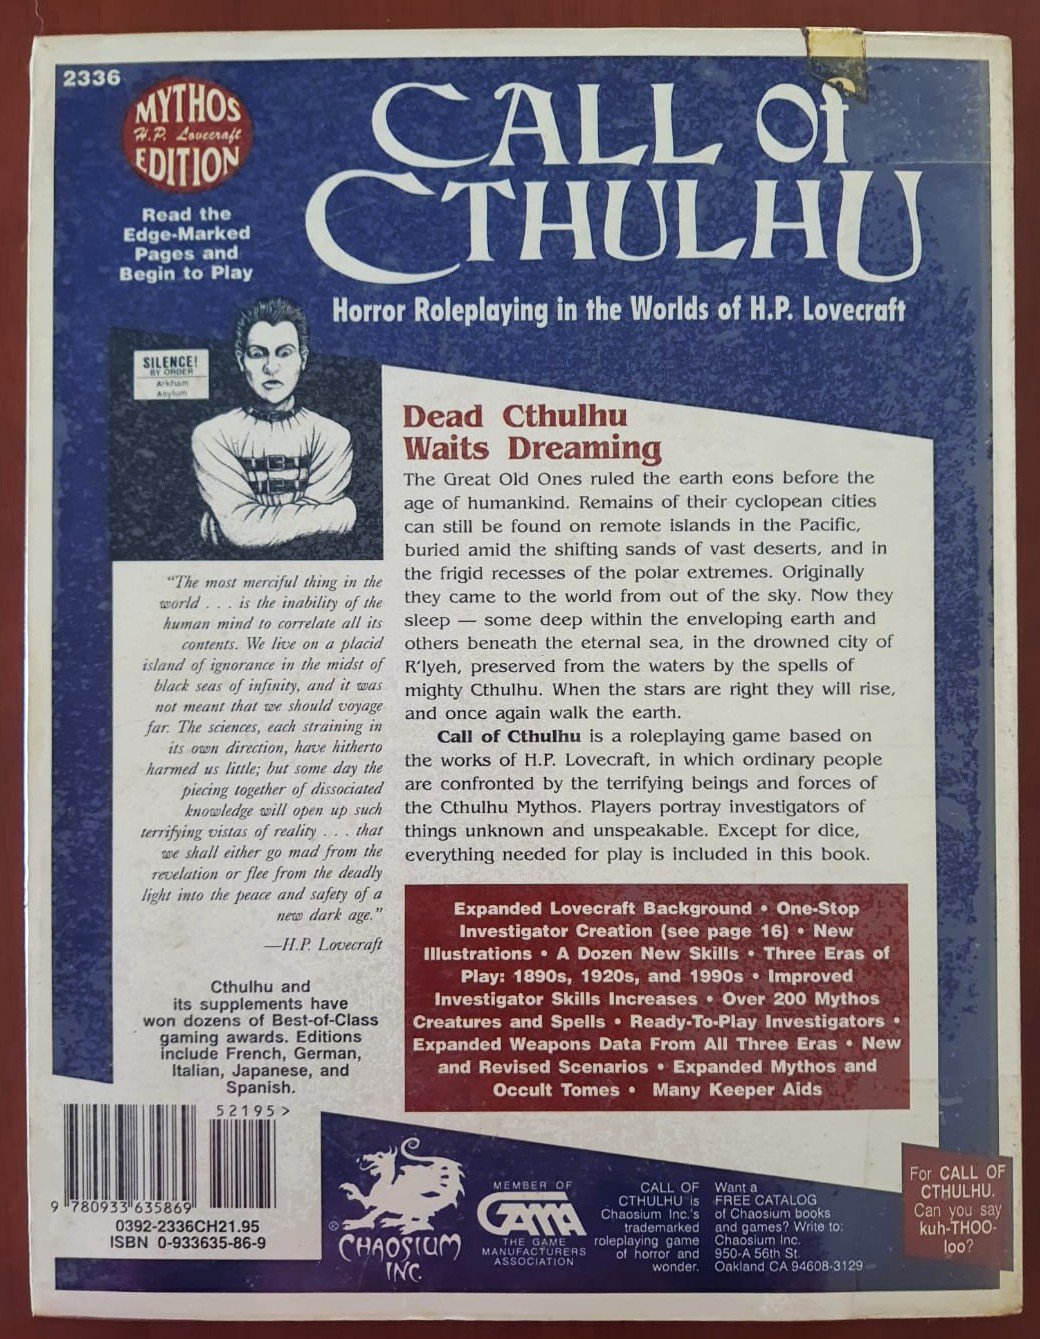 2336
MYTHOS
H.P. Lovecraft
EDITION
Read the
Edge-Marked
Pages and
Begin to Play
CALL Of
CTHULHU
Horror Roleplaying in the Worlds of H.P. Lovecraft
SILENCE!
BY ORDER
Arkham
Asylum
Dead Cthulhu
Waits Dreaming
The Great Old Ones ruled the earth eons before the
age of humankind. Remains of their cyclopean cities
can still be found on remote islands in the Pacific,
buried amid the shifting sands of vast deserts, and in
the frigid recesses of the polar extremes. Originally
they came to the world from out of the sky. Now they
sleep — some deep within the enveloping earth and
others beneath the eternal sea, in the drowned city of
R'lyeh, preserved from the waters by the spells of
mighty Cthulhu. When the stars are right they will rise,
and once again walk the earth.
Call of Cthulhu is a roleplaying game based on
the works of H.P. Lovecraft, in which ordinary people
are confronted by the terrifying beings and forces of
the Cthulhu Mythos. Players portray investigators of
things unknown and unspeakable. Except for dice,
everything needed for play is included in this book.
"The most merciful thing in the
world . . . is the inability of the
human mind to correlate all its
contents. We live on a placid
island of ignorance in the midst of
black seas of infinity, and it was
not meant that we should voyage
far. The sciences, each straining in
its own direction, have hitherto
harmed us little; but some day the
piecing together of dissociated
knowledge will open up such
terrifying vistas of reality . . . that
we shall either go mad from the
revelation or flee from the deadly
light into the peace and safety of a
new dark age."
—H.P. Lovecraft
Cthulhu and
its supplements have
won dozens of Best-of-Class
gaming awards. Editions
include French, German,
Italian, Japanese, and
Spanish.
Expanded Lovecraft Background • One-Stop
Investigator Creation (see page 16) • New
Illustrations • A Dozen New Skills • Three Eras of
Play: 1890s, 1920s, and 1990s • Improved
Investigator Skills Increases • Over 200 Mythos
Creatures and Spells • Ready-To-Play Investigators •
Expanded Weapons Data From All Three Eras • New
and Revised Scenarios • Expanded Mythos and
Occult Tomes • Many Keeper Aids
52195>
9 780933 635869
0392-2336CH21.95
ISBN 0-933635-86-9
®
CHAOSIUM
INC.
MEMBER OF
GAMA
THE GAME
MANUFACTURERS
ASSOCIATION
CALL OF
CTHULHU is
Chaosium Inc.'s
trademarked
roleplaying game
of horror and
wonder.
Want a
FREE CATALOG
of Chaosium books
and games? Write to:
Chaosium Inc.
950-A 56th St.
Oakland CA 94608-3129
For CALL OF
CTHULHU.
Can you say
kuh-THOO-
loo?